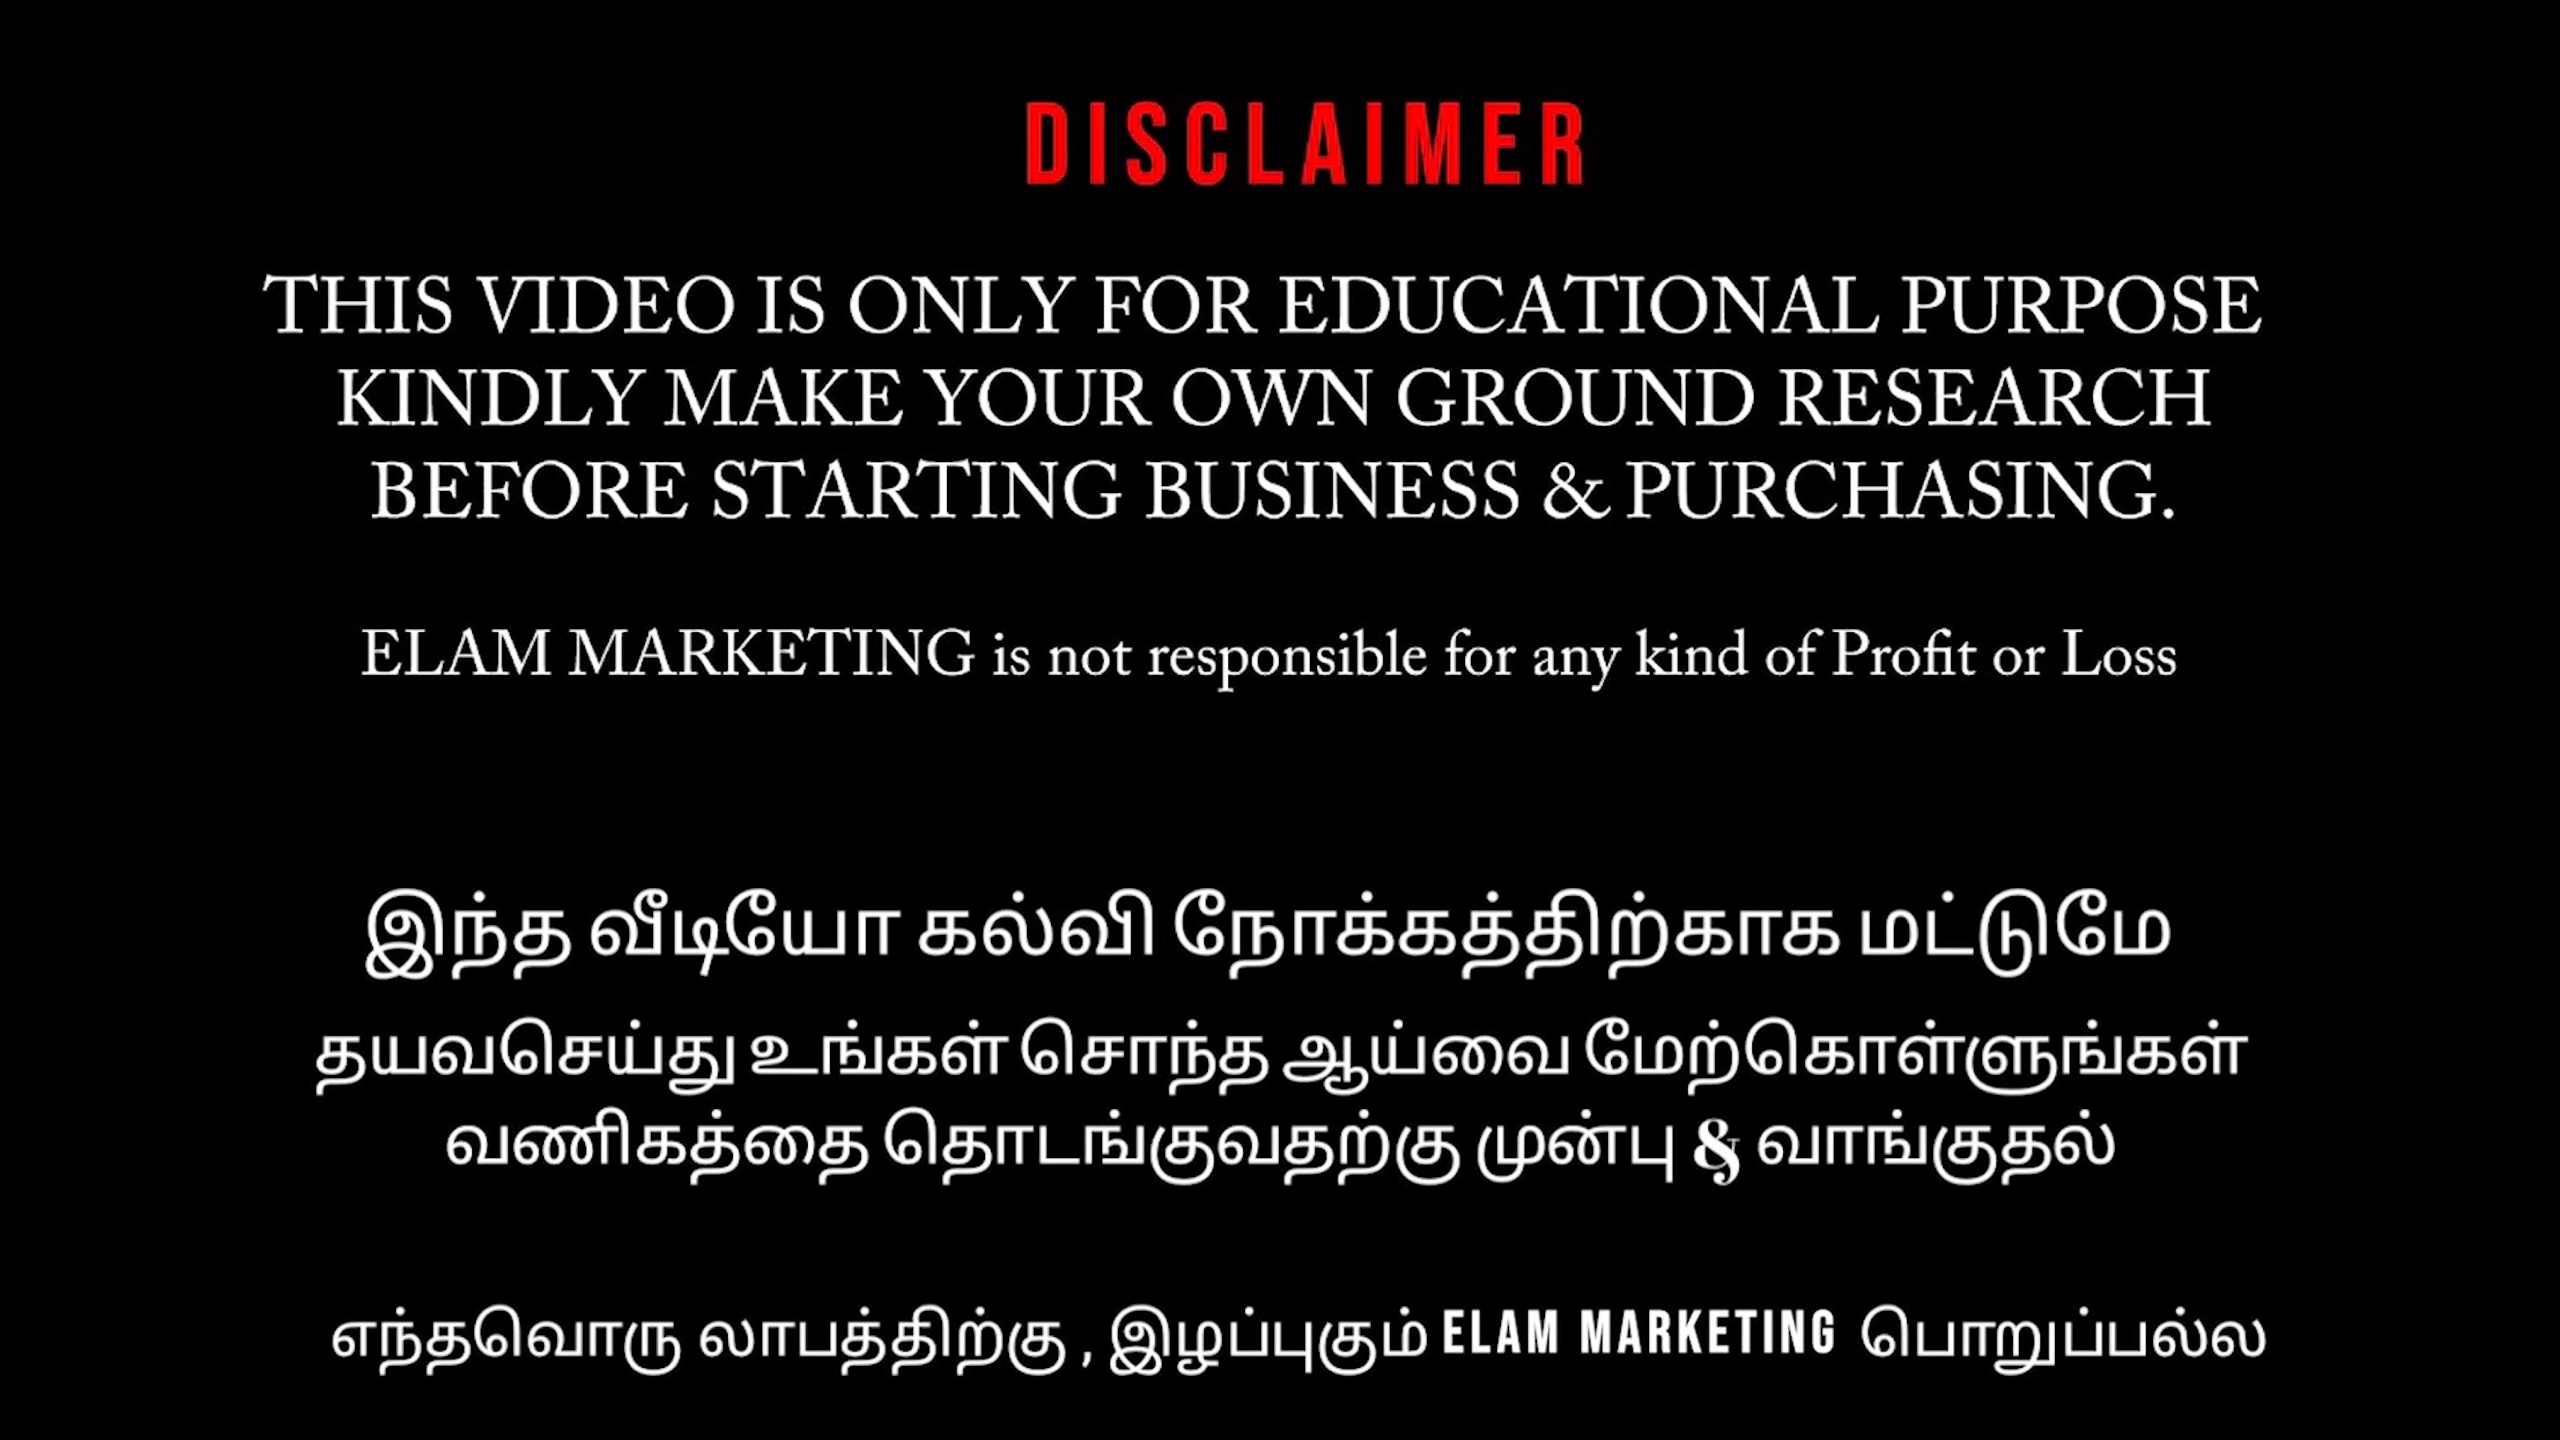 DISCLAIMER
THIS VIDEO IS ONLY FOR EDUCATIONAL PURPOSE
KINDLY MAKE YOUR OWN GROUND RESEARCH
BEFORE STARTING BUSINESS & PURCHASING.
ELAM MARKETING is not responsible for any kind of Profit or Loss
இந்த வீடியோ கல்வி நோக்கத்திற்காக மட்டுமே
தயவசெய்து உங்கள் சொந்த ஆய்வை மேற்கொள்ளுங்கள்
வணிகத்தை தொடங்குவதற்கு முன்பு & வாங்குதல்
எந்தவொரு லாபத்திற்கு , இழப்புகும் ELAM MARKETING பொறுப்பல்ல